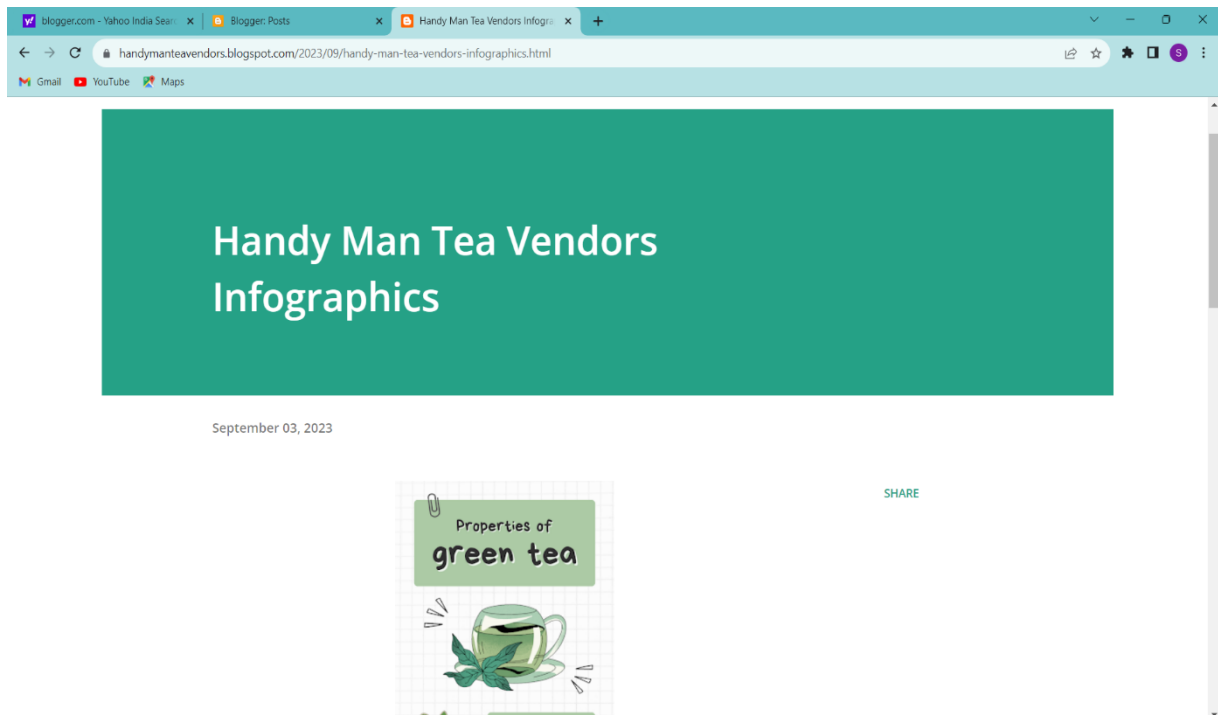 blogger.com - Yahoo India Sear
Blogger: Posts
Handy Man Tea Vendors Infogra
handymanteavendors.blogspot.com/2023/09/handy-man-tea-vendors-infographics.html
S
Gmail
YouTube
Maps
Handy Man Tea Vendors
Infographics
September 03, 2023
SHARE
Properties of
green tea